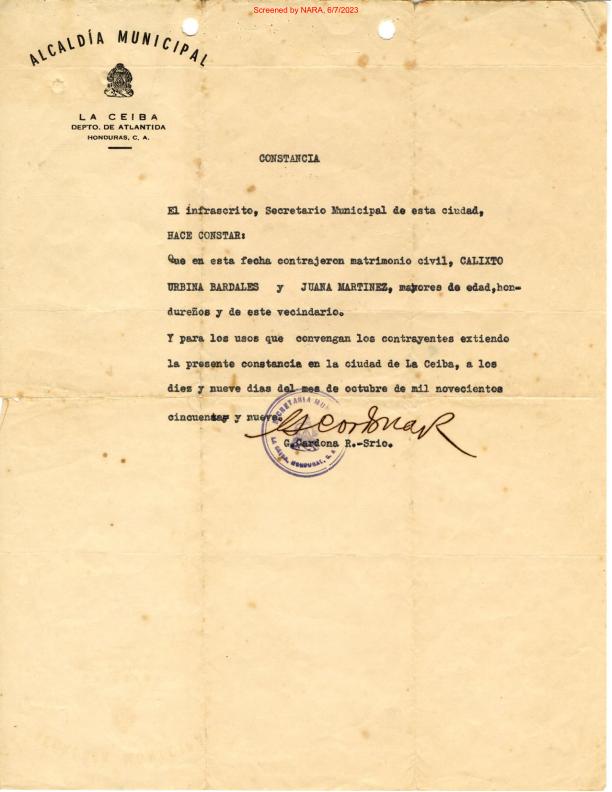 Screened by NARA, 6/7/2023
ALCALDÍA MUNICIPAL
LA CEIBA
DEPTO. DE ATLANTIDA
HONDURAS, C. A.
CONSTANCIA
El infrascrito, Secretario Municipal de esta ciudad,
HACE CONSTAR:
Que en esta fecha contrajeron matrimonio civil, CALIXTO
URBINA BARDALES y JUANA MARTINEZ, mayores de edad,hon-
dureños y de este vecindario.
Y para los usos que convengan los contrayentes extiendo
la presente constancia en la ciudad de La Ceiba, a los
diez y nueve dias del mes de octubre de mil novecientos
cincuenta y nueve.
SECRETARIA MU
LA CEIBA, HONDURAS, C. A.
GCardonaR
G.Cardona R.-Srio.